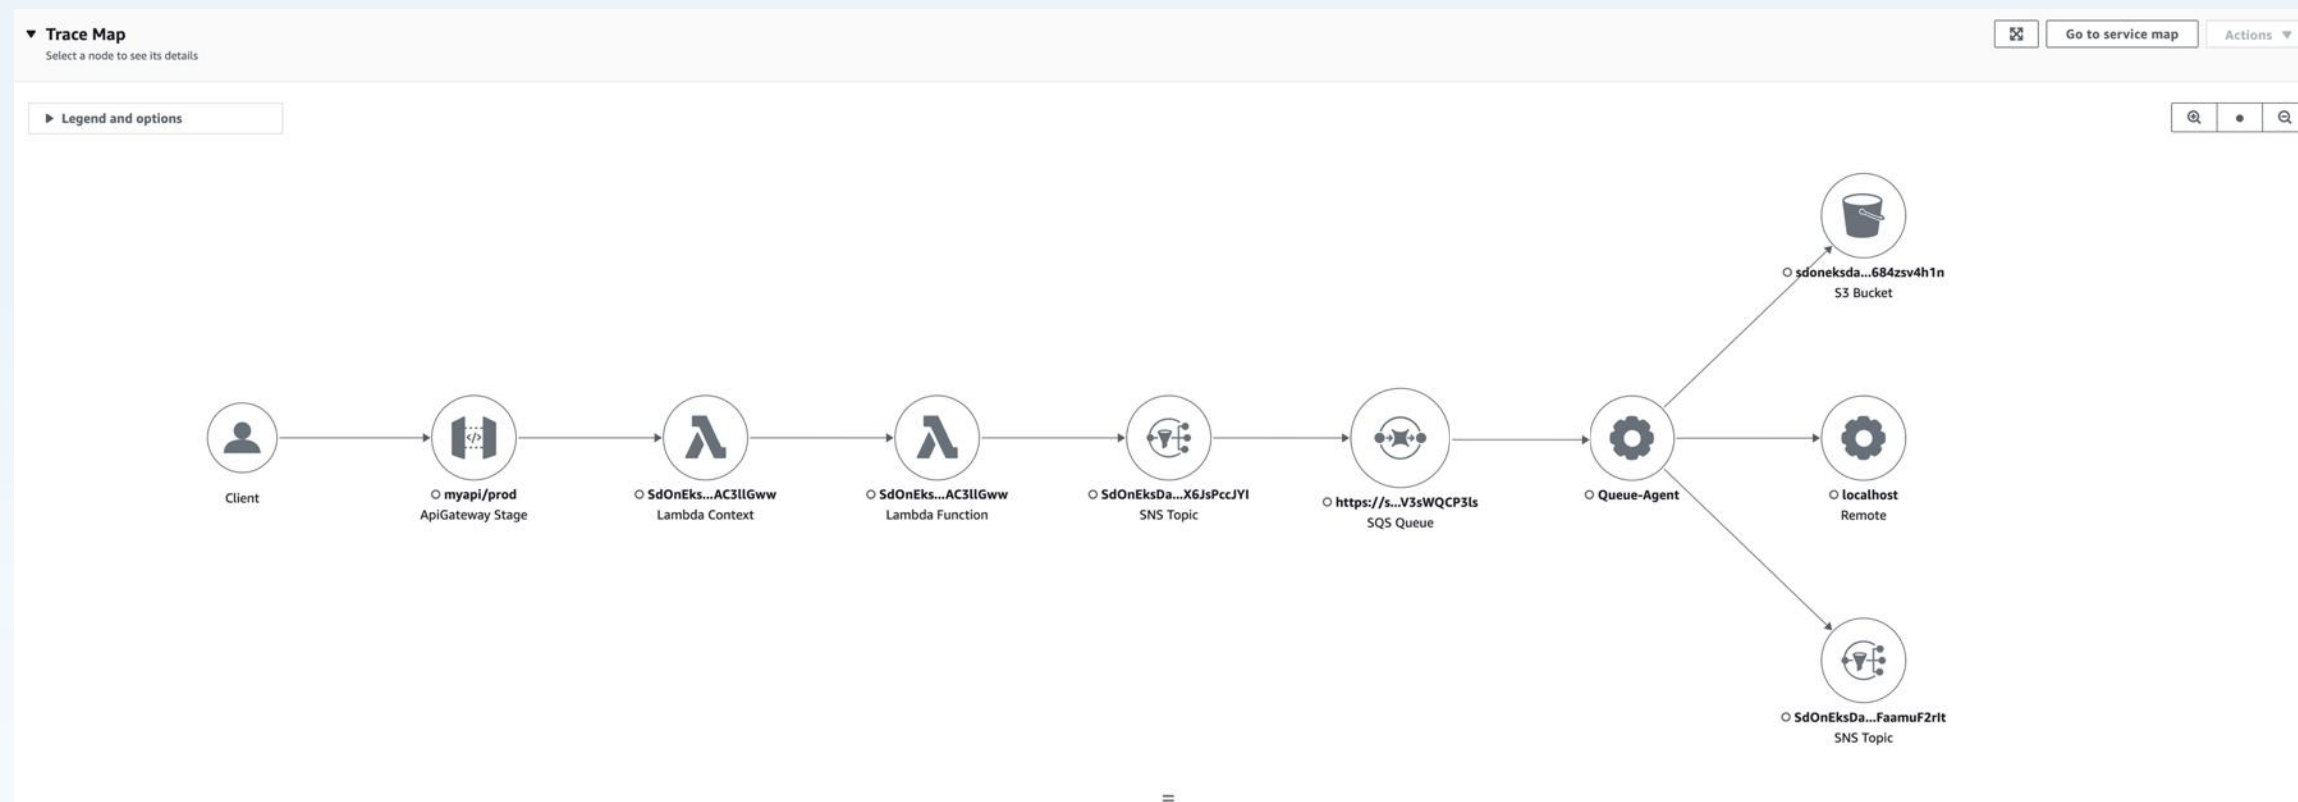 Trace Map
Select a node to see its details
Go to service map
Actions
Legend and options
sdoneksda...684zsv4h1n
S3 Bucket
Client
myapi/prod
ApiGateway Stage
SdOnEks...AC3llGww
Lambda Context
SdOnEks...AC3llGww
Lambda Function
SdOnEksDa...X6JsPccJYI
SNS Topic
https://s...V3sWQCP3ls
SQS Queue
Queue-Agent
localhost
Remote
SdOnEksDa...FaamuF2rIt
SNS Topic